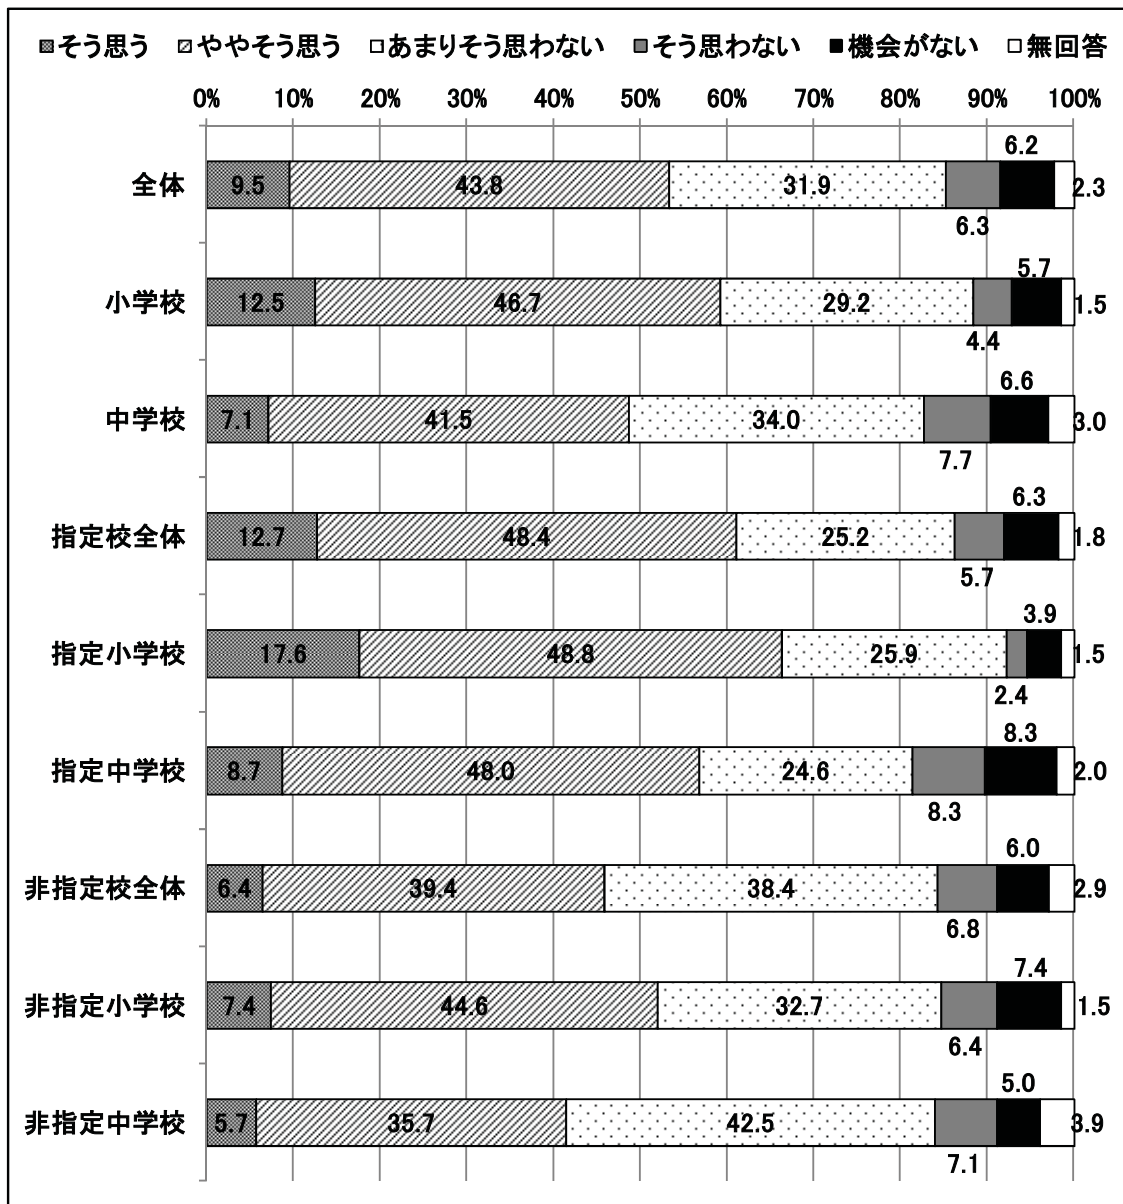 そう思う ややそう思う あまりそう思わない そう思わない 機会がない 無回答
0% 10% 20% 30% 40% 50% 60% 70% 80% 90% 100%
6.2
全体 9.5 43.8 31.9 2.3
6.3
5.7
小学校 12.5 46.7 29.2 1.5
4.4
6.6
中学校 7.1 41.5 34.0 3.0
7.7
6.3
指定校全体 12.7 48.4 25.2 1.8
5.7
3.9
指定小学校 17.6 48.8 25.9 1.5
2.4
8.3
指定中学校 8.7 48.0 24.6 2.0
8.3
6.0
非指定校全体 6.4 39.4 38.4 2.9
6.8
7.4
非指定小学校 7.4 44.6 32.7 1.5
6.4
5.0
非指定中学校 5.7 35.7 42.5 3.9
7.1